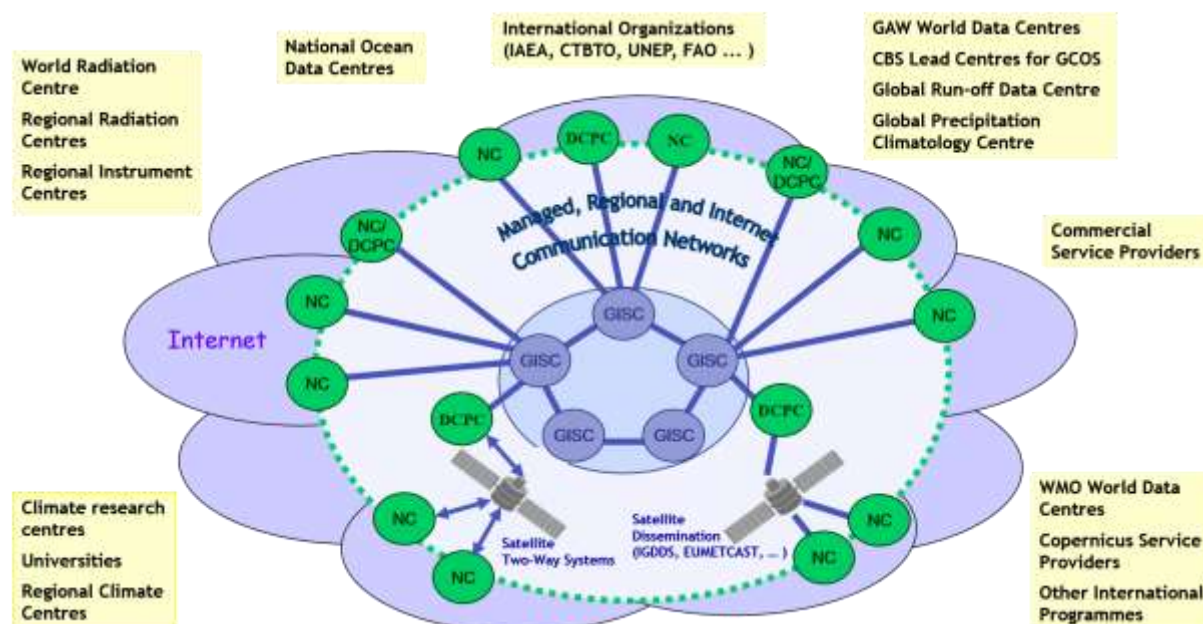 World Radiation
Centre
Regional Radiation
Centres
Regional Instrument
Centres
National Ocean
Data Centres
International Organizations
(IAEA, CTBTO, UNEP, FAO ... )
GAW World Data Centres
CBS Lead Centres for GCOS
Global Run-off Data Centre
Global Precipitation
Climatology Centre
Commercial
Service Providers
NC
DCPC
NC
NC/
DCPC
NC/
DCPC
NC
NC
NC
NC
Managed, Regional and Internet
Communication Networks
Internet
GISC
GISC
GISC
GISC
GISC
DCPC
DCPC
NC
NC
NC
NC
Satellite
Two-Way Systems
Satellite
Dissemination
(IGDDS, EUMETCAST, ... )
Climate research
centres
Universities
Regional Climate
Centres
WMO World Data
Centres
Copernicus Service
Providers
Other International
Programmes